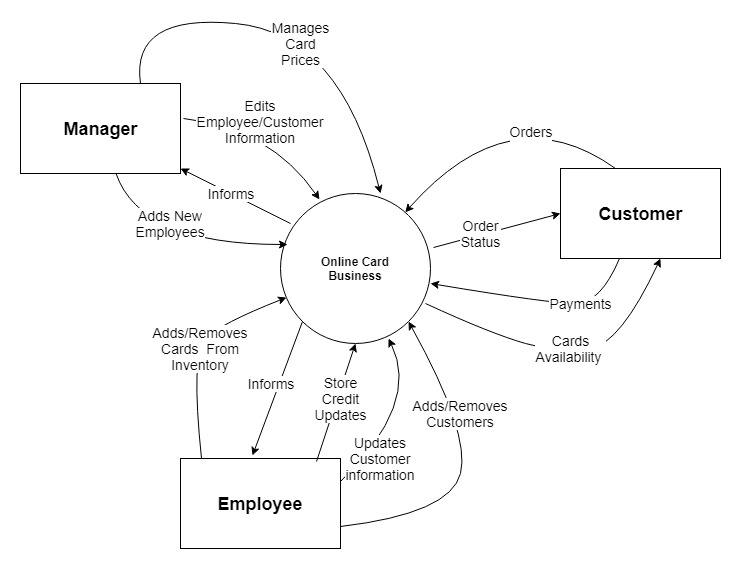 Manages
Card
Prices
Manager
Edits
Employee/Customer
Information
Orders
Informs
Adds New
Employees
Customer
Order
Status
Online Card
Business
Payments
Adds/Removes
Cards From
Inventory
Cards
Availability
Informs
Store
Credit
Updates
Adds/Removes
Customers
Updates
Customer
information
Employee